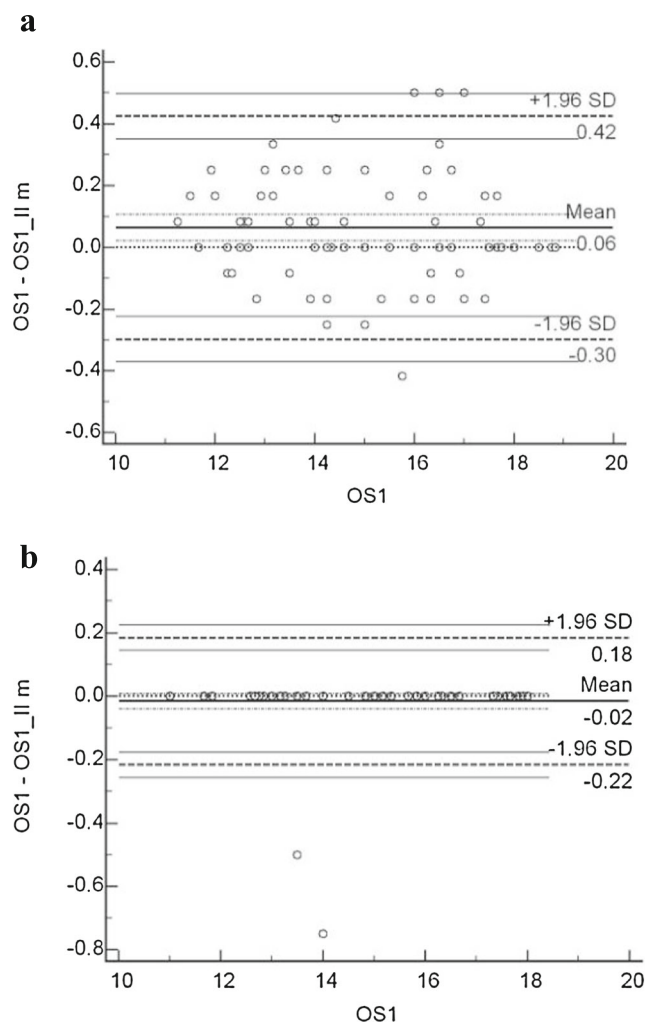 a
0.6
+1.96 SD
0.4
0.42
0.2
Mean
0.0
0.06
-0.2
-1.96 SD
-0.30
-0.4
-0.6
10 12 14 16 18 20
OS1 - OS1_II m
OS1
b
0.4
+1.96 SD
0.2
0.18
Mean
0.0
-0.02
-1.96 SD
-0.2
-0.22
-0.4
-0.6
-0.8
10 12 14 16 18 20
OS1 - OS1_II m
OS1